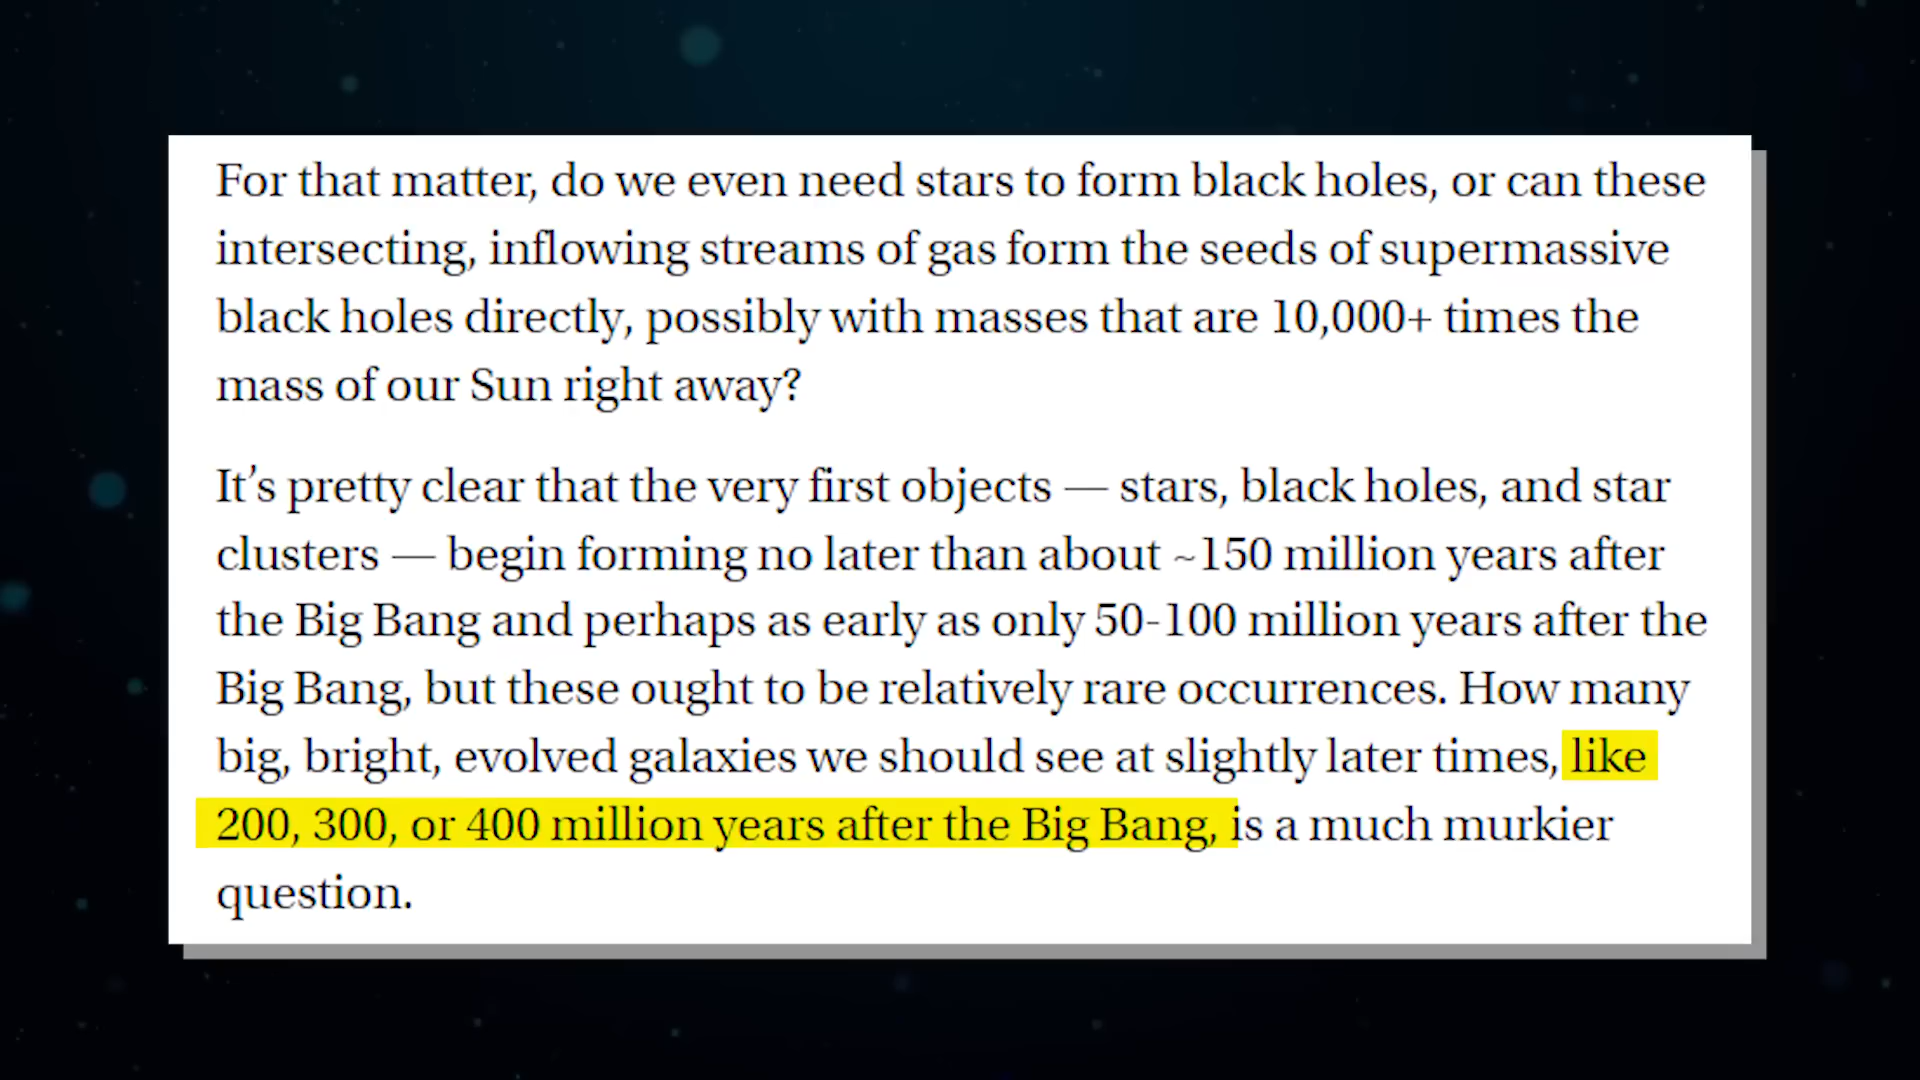 For that matter, do we even need stars to form black holes, or can these
intersecting, inflowing streams of gas form the seeds of supermassive
black holes directly, possibly with masses that are 10,000+ times the
mass of our Sun right away?
It’s pretty clear that the very first objects — stars, black holes, and star
clusters — begin forming no later than about ~150 million years after
the Big Bang and perhaps as early as only 50-100 million years after the
Big Bang, but these ought to be relatively rare occurrences. How many
big, bright, evolved galaxies we should see at slightly later times, like
200, 300, or 400 million years after the Big Bang, is a much murkier
question.